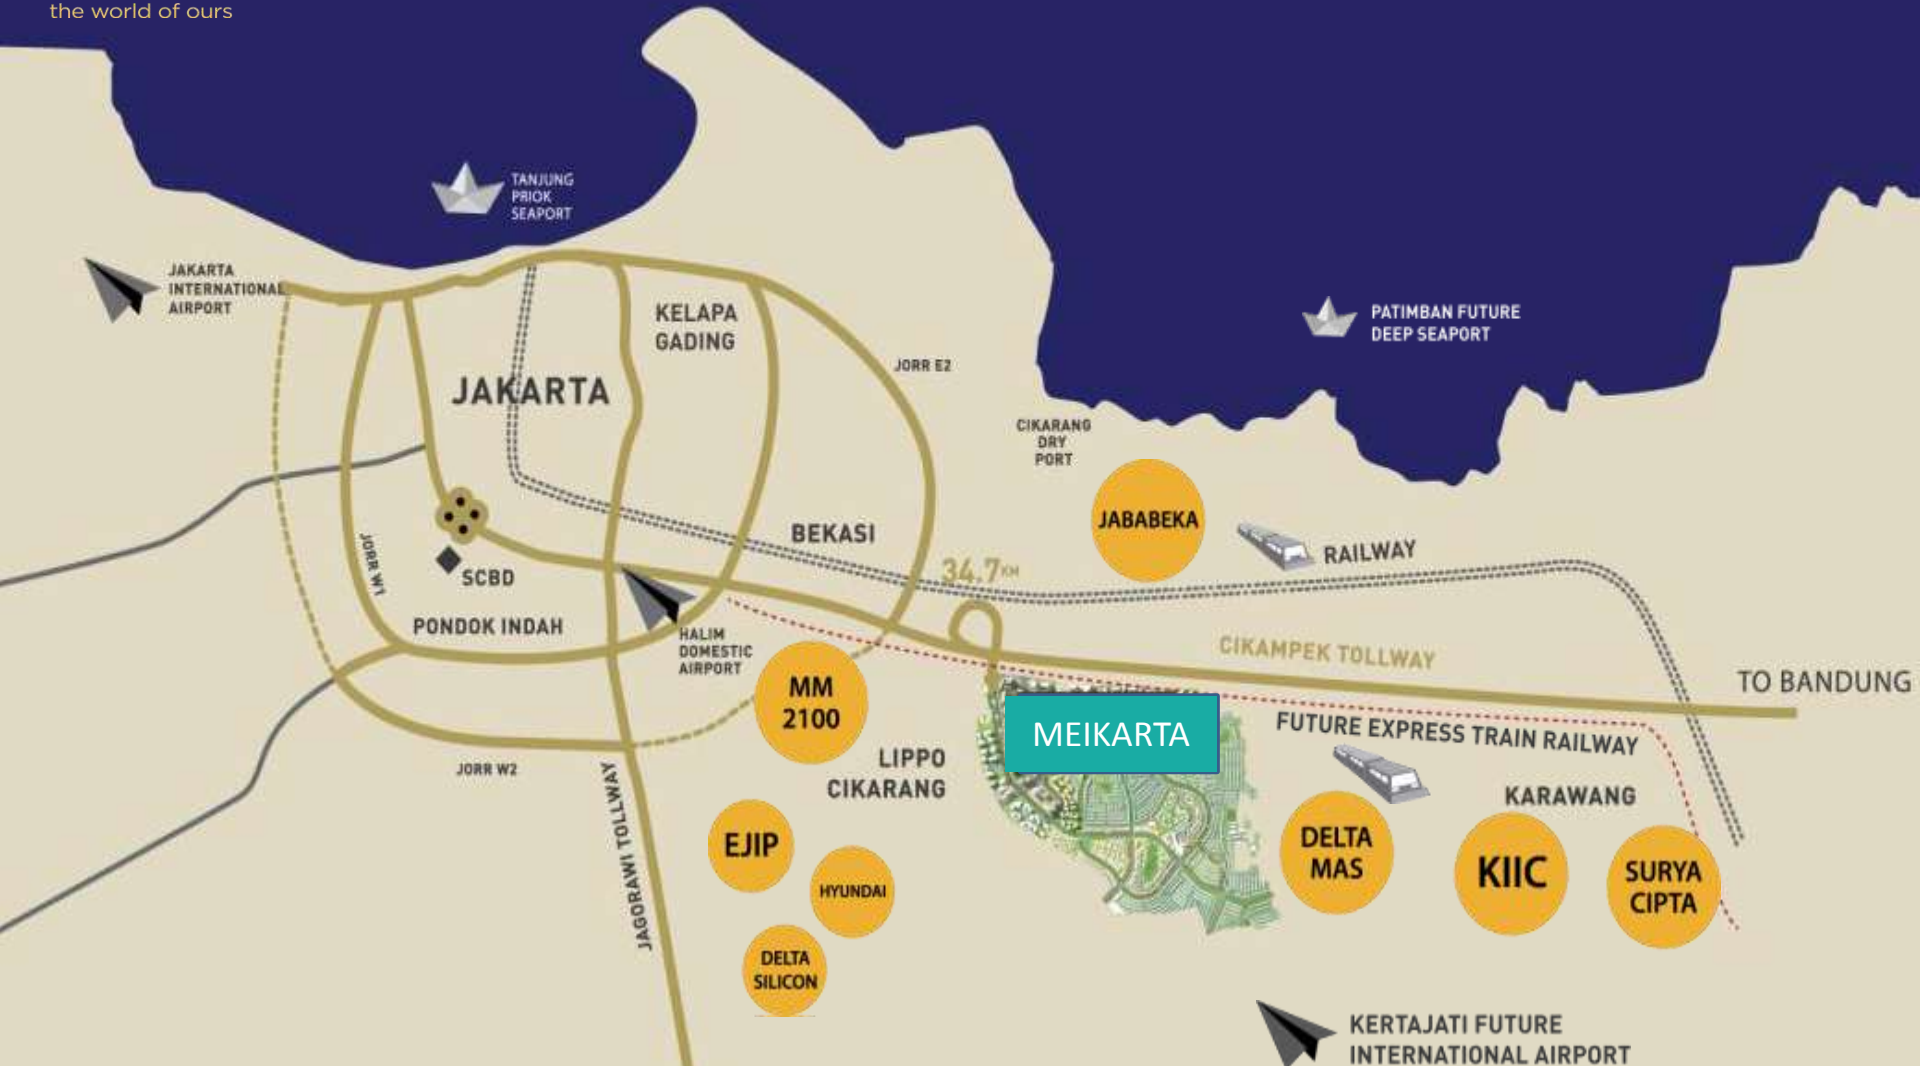 the world of ours
TANJUNG
PRIOK
SEAPORT
JAKARTA
INTERNATIONAL
AIRPORT
KELAPA
GADING
PATIMBAN FUTURE
DEEP SEAPORT
JORR E2
JAKARTA
CIKARANG
DRY
PORT
JABABEKA
BEKASI
RAILWAY
JORR W1
SCBD
34.7KM
PONDOK INDAH
HALIM
DOMESTIC
AIRPORT
CIKAMPEK TOLLWAY
TO BANDUNG
MM
2100
MEIKARTA
FUTURE EXPRESS TRAIN RAILWAY
LIPPO
CIKARANG
JORR W2
KARAWANG
JAGORAWI TOLLWAY
EJIP
HYUNDAI
DELTA
MAS
KIIC
SURYA
CIPTA
DELTA
SILICON
KERTAJATI FUTURE
INTERNATIONAL AIRPORT